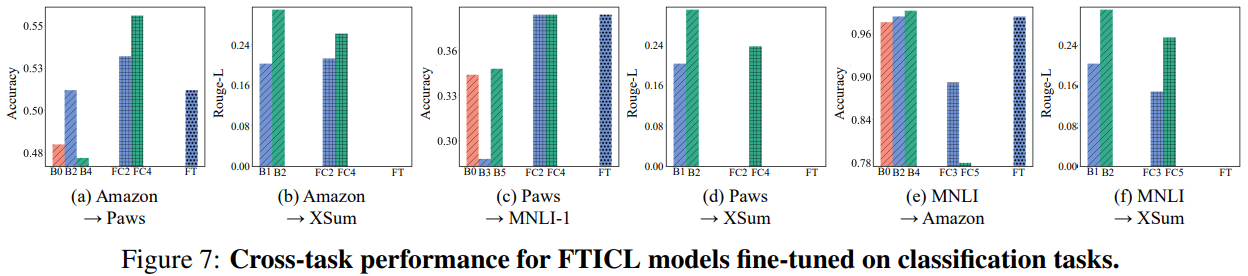 Accuracy
0.55
0.53
0.50
0.48
B0 B2 B4 FC2 FC4 FT
(a) Amazon
→ Paws
Rouge-L
0.24
0.16
0.08
0.00
B1 B2 FC2 FC4 FT
(b) Amazon
→ XSum
Accuracy
0.36
0.33
0.30
B0 B3 B5 FC2 FC4 FT
(c) Paws
→ MNLI-1
Rouge-L
0.24
0.16
0.08
0.00
B1 B2 FC2 FC4 FT
(d) Paws
→ XSum
Accuracy
0.96
0.90
0.84
0.78
B0 B2 B4 FC3 FC5 FT
(e) MNLI
→ Amazon
Rouge-L
0.24
0.16
0.08
0.00
B1 B2 FC3 FC5 FT
(f) MNLI
→ XSum
Figure 7: Cross-task performance for FTICL models fine-tuned on classification tasks.